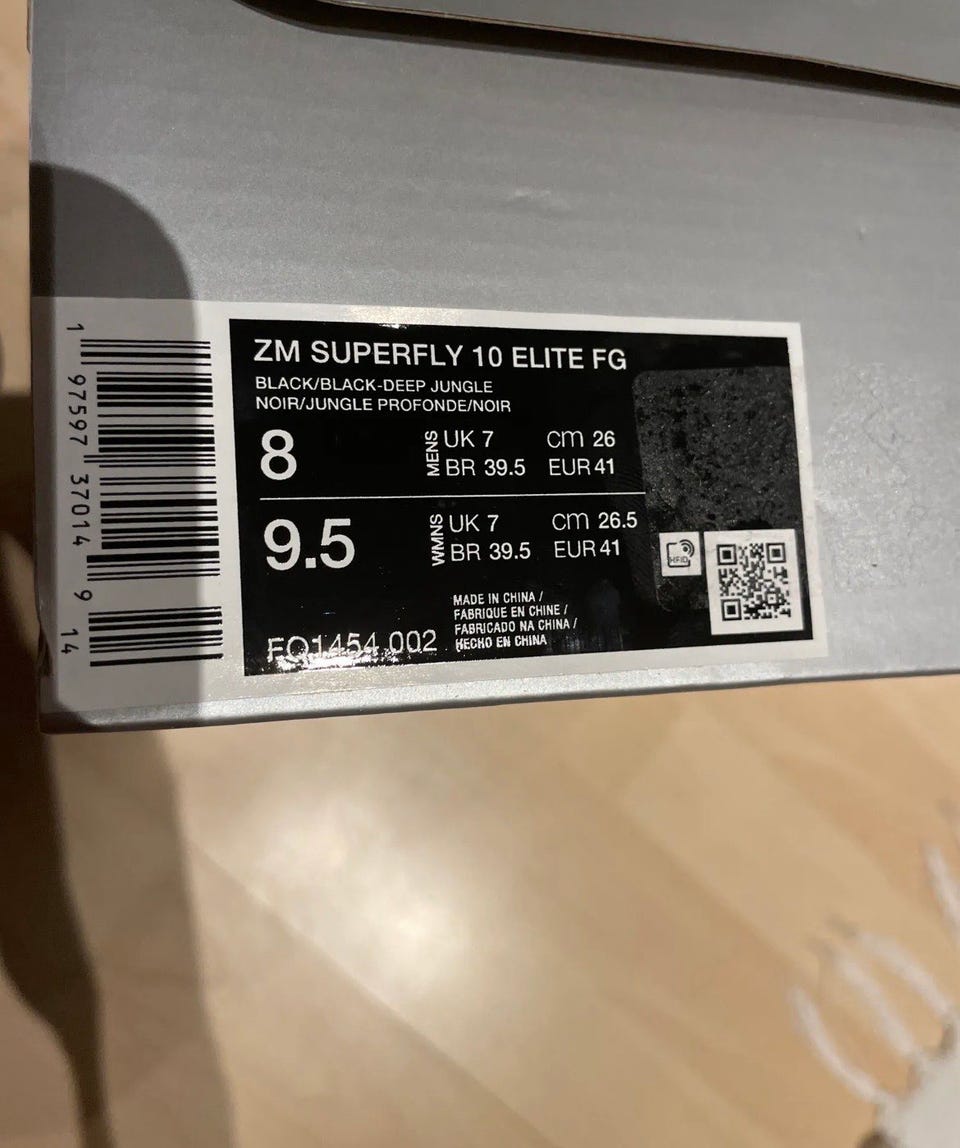 ZM SUPERFLY 10 ELITE FG
BLACK/BLACK-DEEP JUNGLE
NOIR/JUNGLE PROFONDE/NOIR
8
MENS
UK 7 cm 26
BR 39.5 EUR 41
9.5
WMNS
UK 7 cm 26.5
BR 39.5 EUR 41
MADE IN CHINA /
FABRIQUE EN CHINE /
FABRICADO NA CHINA /
HECHO EN CHINA
FQ1454 002
RFID
1 97597 37014 9 14